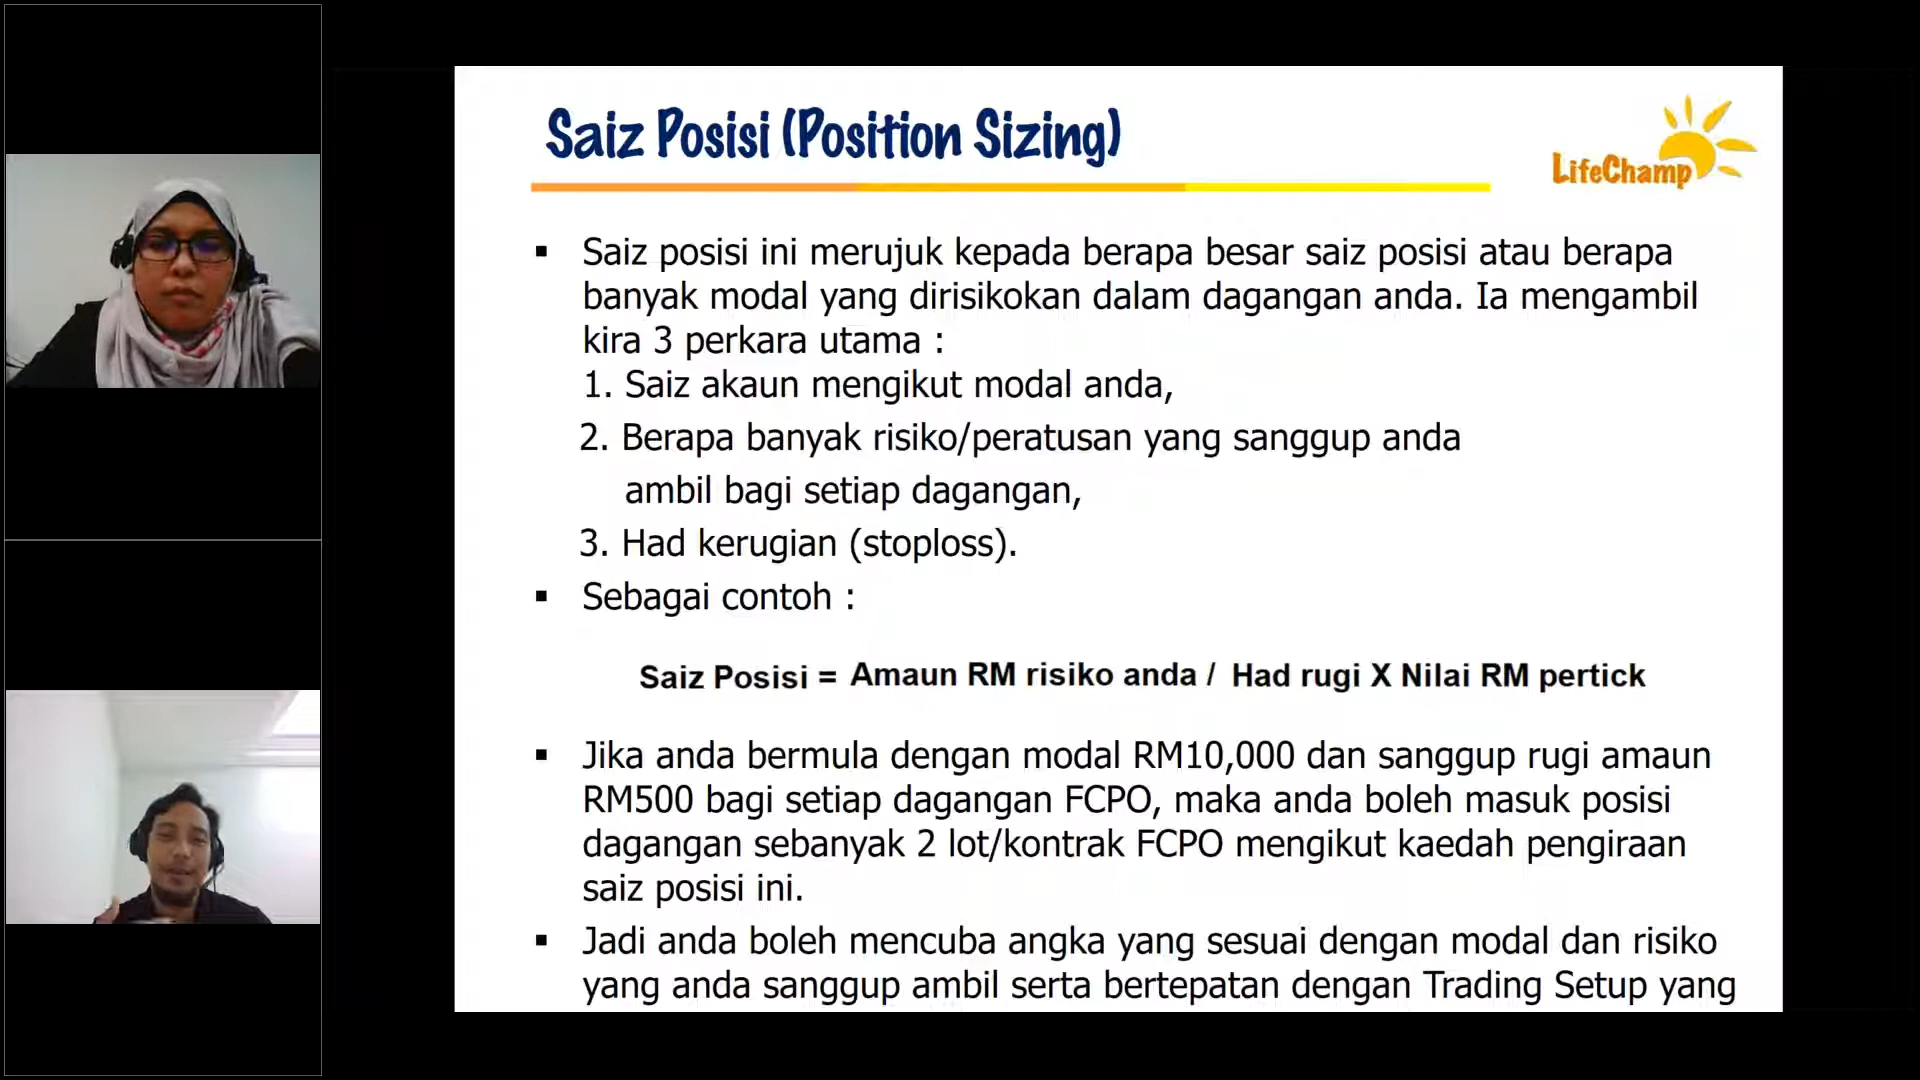 Saiz Posisi (Position Sizing)
LifeChamp
▪ Saiz posisi ini merujuk kepada berapa besar saiz posisi atau berapa
banyak modal yang dirisikokan dalam dagangan anda. Ia mengambil
kira 3 perkara utama :
1. Saiz akaun mengikut modal anda,
2. Berapa banyak risiko/peratusan yang sanggup anda
ambil bagi setiap dagangan,
3. Had kerugian (stoploss).
▪ Sebagai contoh :
Saiz Posisi = Amaun RM risiko anda / Had rugi X Nilai RM pertick
▪ Jika anda bermula dengan modal RM10,000 dan sanggup rugi amaun
RM500 bagi setiap dagangan FCPO, maka anda boleh masuk posisi
dagangan sebanyak 2 lot/kontrak FCPO mengikut kaedah pengiraan
saiz posisi ini.
▪ Jadi anda boleh mencuba angka yang sesuai dengan modal dan risiko
yang anda sanggup ambil serta bertepatan dengan Trading Setup yang